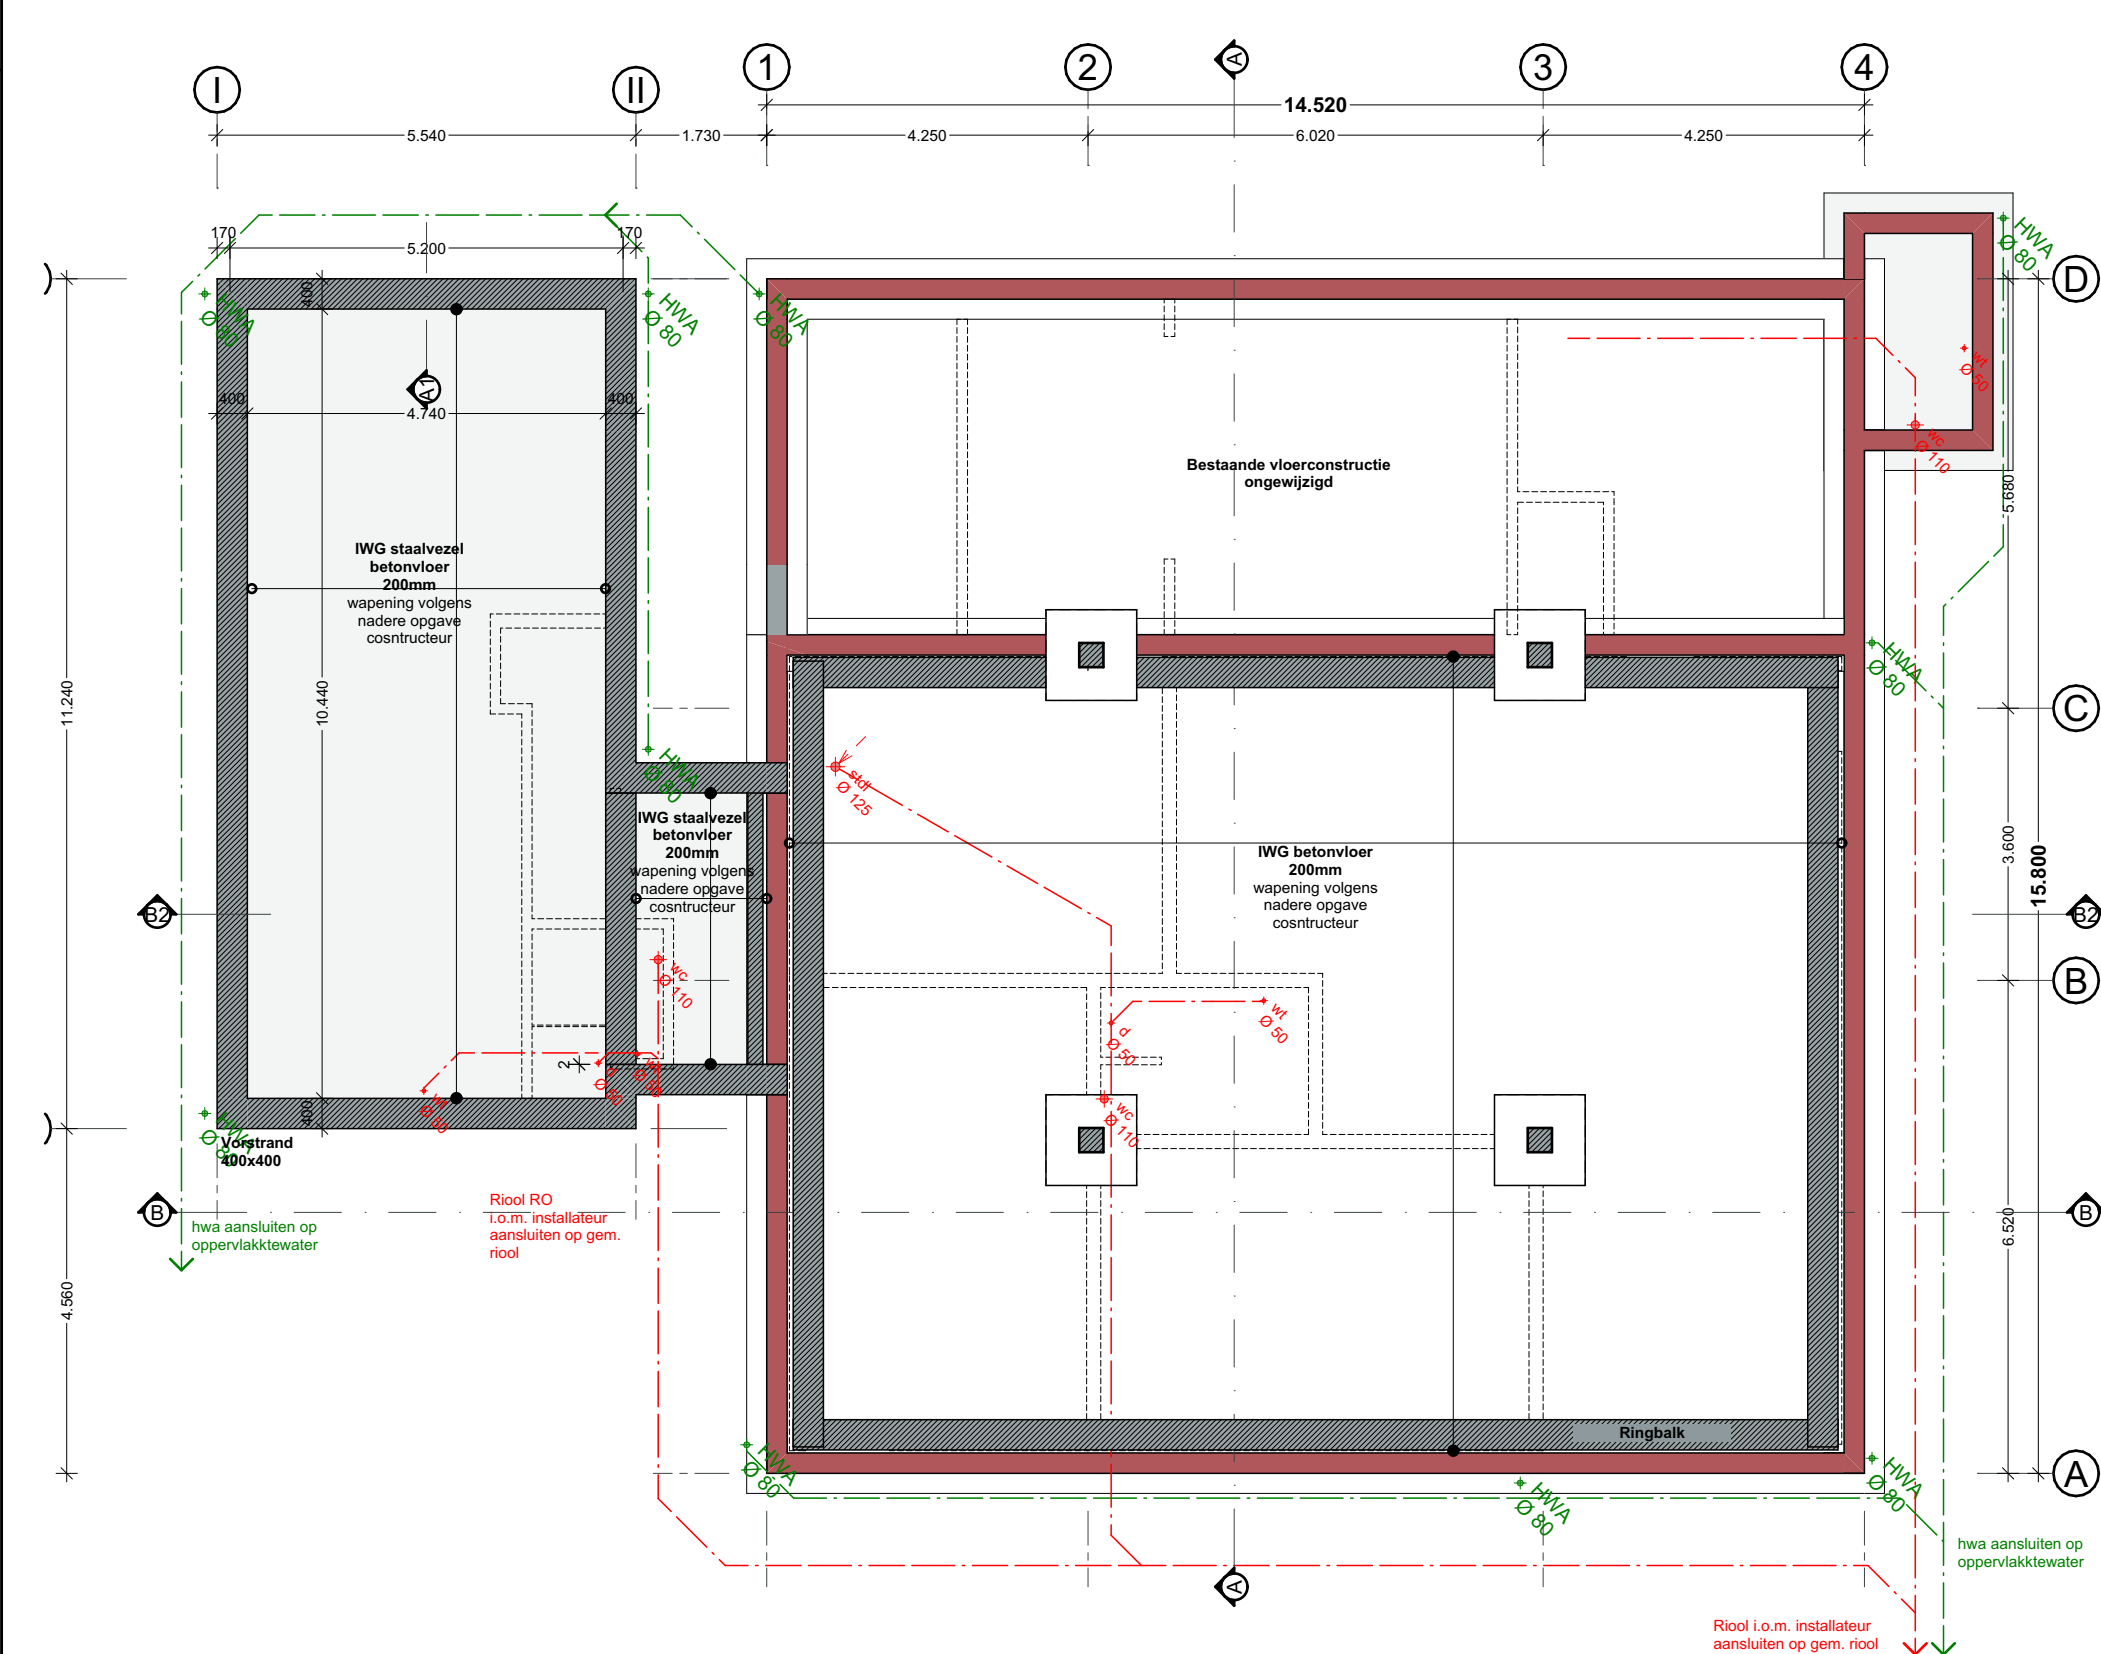 I
II
1
2
A
3
4
14.520
5.540
1.730
4.250
6.020
4.250
170
5.200
170
HWA
Ø 80
D
HWA
Ø 80
HWA
Ø 80
HWA
Ø 80
400
A1
400
4.740
400
wt
Ø 50
wc
Ø 110
Bestaande vloerconstructie
ongewijzigd
5.680
IWG staalvezel
betonvloer
200mm
wapening volgens
nadere opgave
cosntructeur
11.240
10.440
HWA
Ø 80
C
HWA
Ø 80
stdl
Ø 125
IWG staalvezel
betonvloer
200mm
wapening volgens
nadere opgave
cosntructeur
IWG betonvloer
200mm
wapening volgens
nadere opgave
cosntructeur
3.600
15.800
B2
B2
wc
Ø 110
B
wt
Ø 50
d
Ø 50
2
d
Ø 50
wt
Ø 50
wc
Ø 110
400
HWA
Ø 80
Vorstrand
400x400
B
B
Riool RO
i.o.m. installateur
aansluiten op gem.
riool
hwa aansluiten op
oppervlakktewater
6.520
4.560
Ringbalk
HWA
Ø 80
HWA
Ø 80
HWA
Ø 80
A
hwa aansluiten op
oppervlakktewater
A
Riool i.o.m. installateur
aansluiten op gem. riool